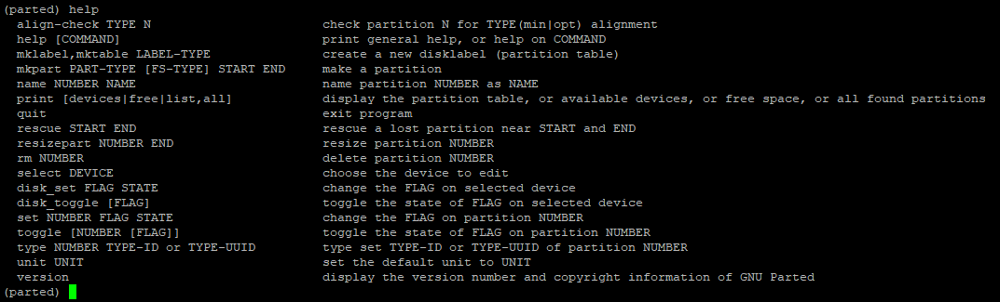 (parted) help
  align-check TYPE N                       check partition N for TYPE(min|opt) alignment
  help [COMMAND]                           print general help, or help on COMMAND
  mklabel,mktable LABEL-TYPE               create a new disklabel (partition table)
  mkpart PART-TYPE [FS-TYPE] START END     make a partition
  name NUMBER NAME                         name partition NUMBER as NAME
  print [devices|free|list,all]            display the partition table, or available devices, or free space, or all found partitions
  quit                                     exit program
  rescue START END                         rescue a lost partition near START and END
  resizepart NUMBER END                    resize partition NUMBER
  rm NUMBER                                delete partition NUMBER
  select DEVICE                            choose the device to edit
  disk_set FLAG STATE                      change the FLAG on selected device
  disk_toggle [FLAG]                       toggle the state of FLAG on selected device
  set NUMBER FLAG STATE                    change the FLAG on partition NUMBER
  toggle [NUMBER [FLAG]]                   toggle the state of FLAG on partition NUMBER
  type NUMBER TYPE-ID or TYPE-UUID         type set TYPE-ID or TYPE-UUID of partition NUMBER
  unit UNIT                                set the default unit to UNIT
  version                                  display the version number and copyright information of GNU Parted
(parted)